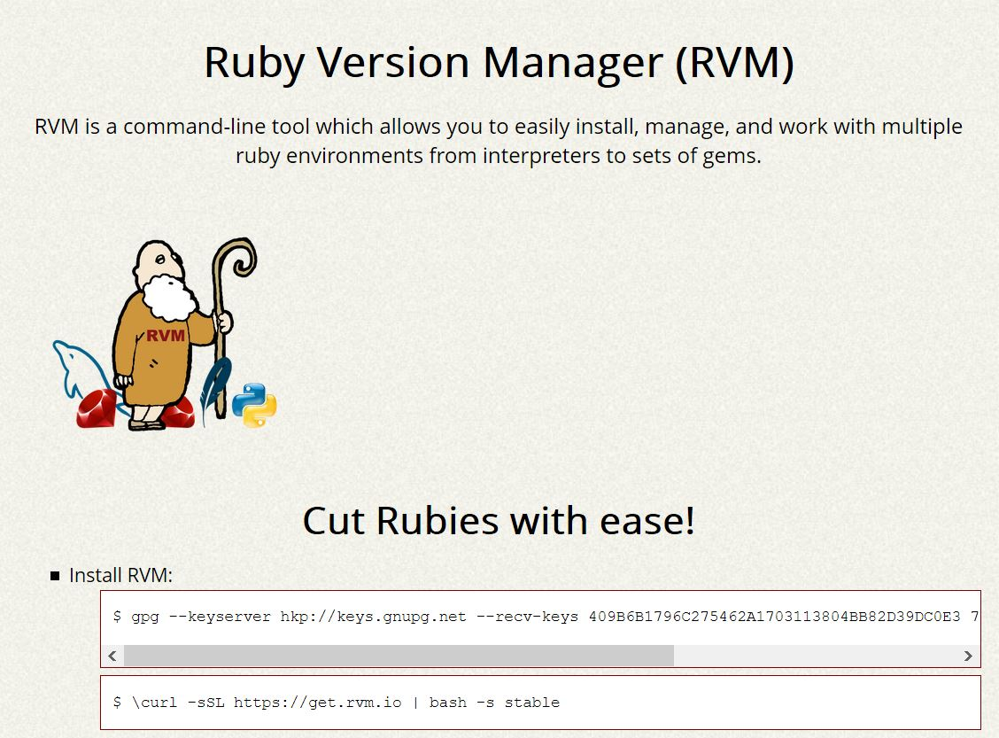 Ruby Version Manager (RVM)
RVM is a command-line tool which allows you to easily install, manage, and work with multiple
ruby environments from interpreters to sets of gems.
RVM
Cut Rubies with ease!
Install RVM:
$ gpg --keyserver hkp://keys.gnupg.net --recv-keys 409B6B1796C275462A1703113804BB82D39DC0E3 7
$ \curl -sSL https://get.rvm.io | bash -s stable